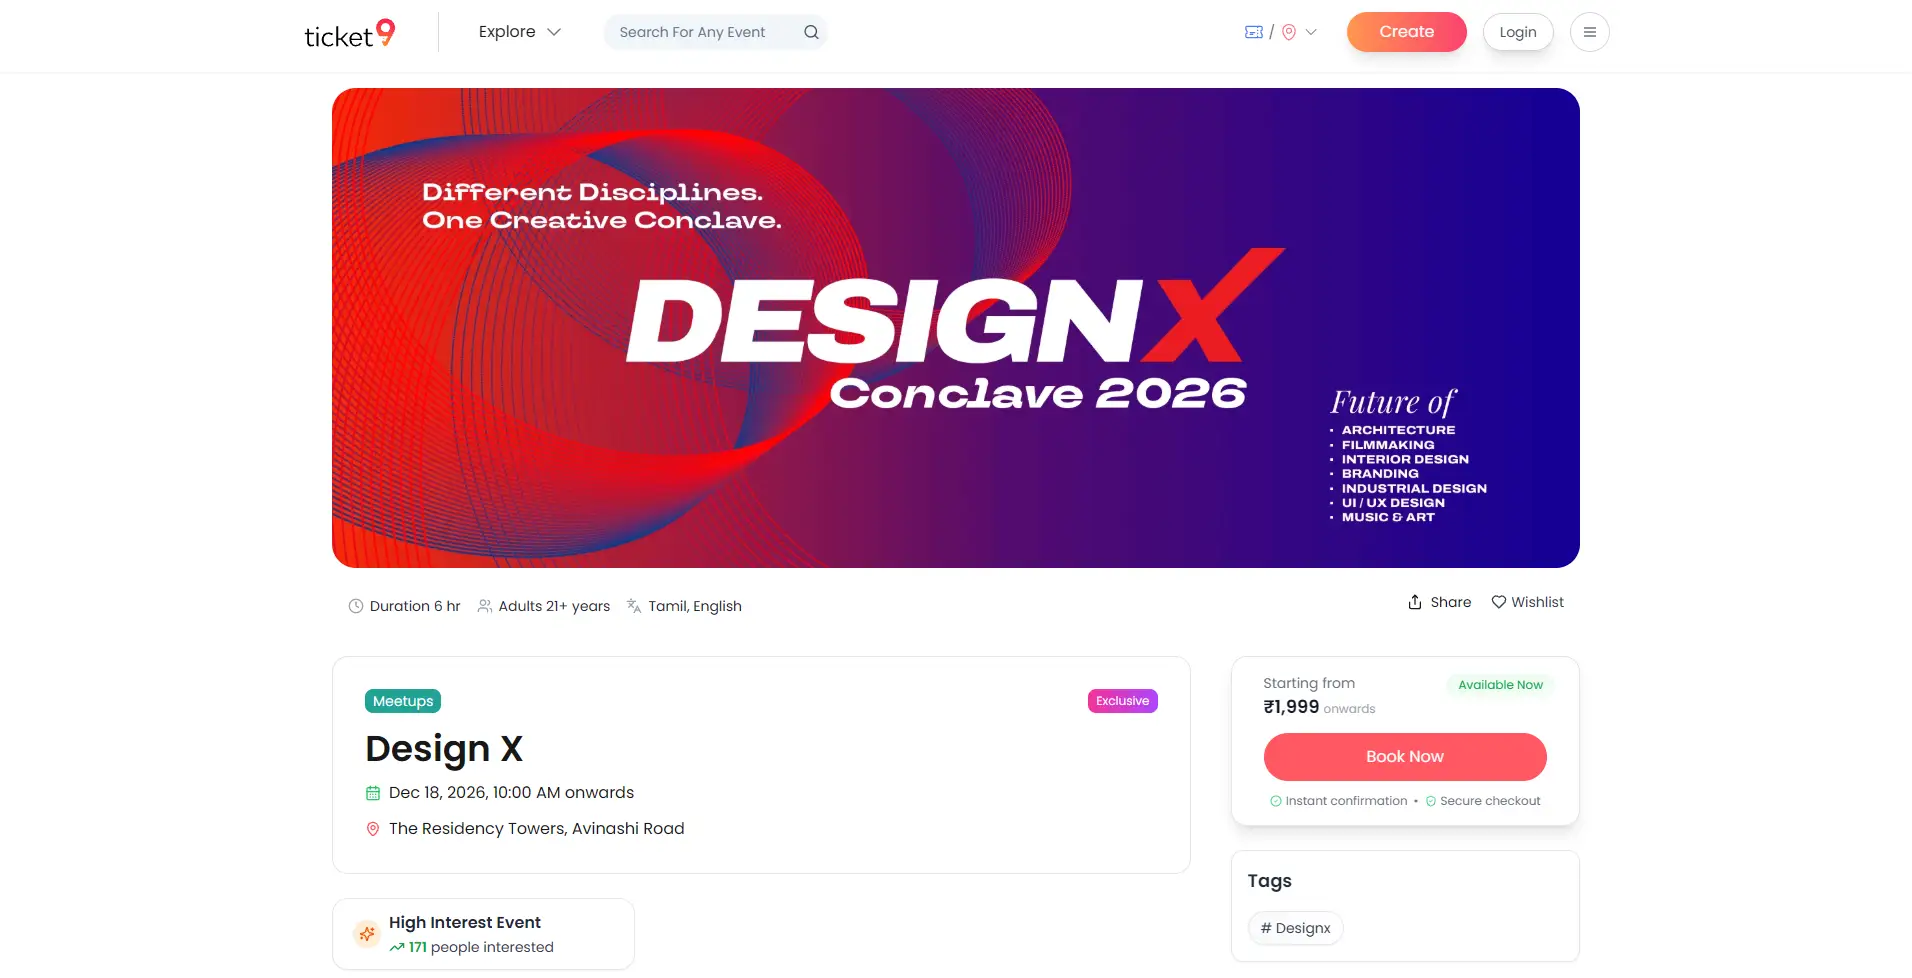 ticket9
Explore
Search For Any Event
/
Create
Login
Different Disciplines.
One Creative Conclave.
DESIGNX
Conclave 2026
Future of
• ARCHITECTURE
• FILMMAKING
• INTERIOR DESIGN
• BRANDING
• INDUSTRIAL DESIGN
• UI / UX DESIGN
• MUSIC & ART
Duration 6 hr
Adults 21+ years
Tamil, English
Share
Wishlist
Meetups
Exclusive
Design X
Dec 18, 2026, 10:00 AM onwards
The Residency Towers, Avinashi Road
High Interest Event
171 people interested
Starting from
Available Now
₹1,999 onwards
Book Now
Instant confirmation • Secure checkout
Tags
# Designx